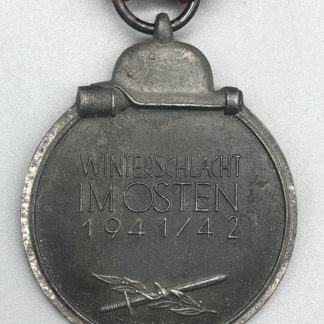 WINTERSCHLACHT
IM OSTEN
1941/42